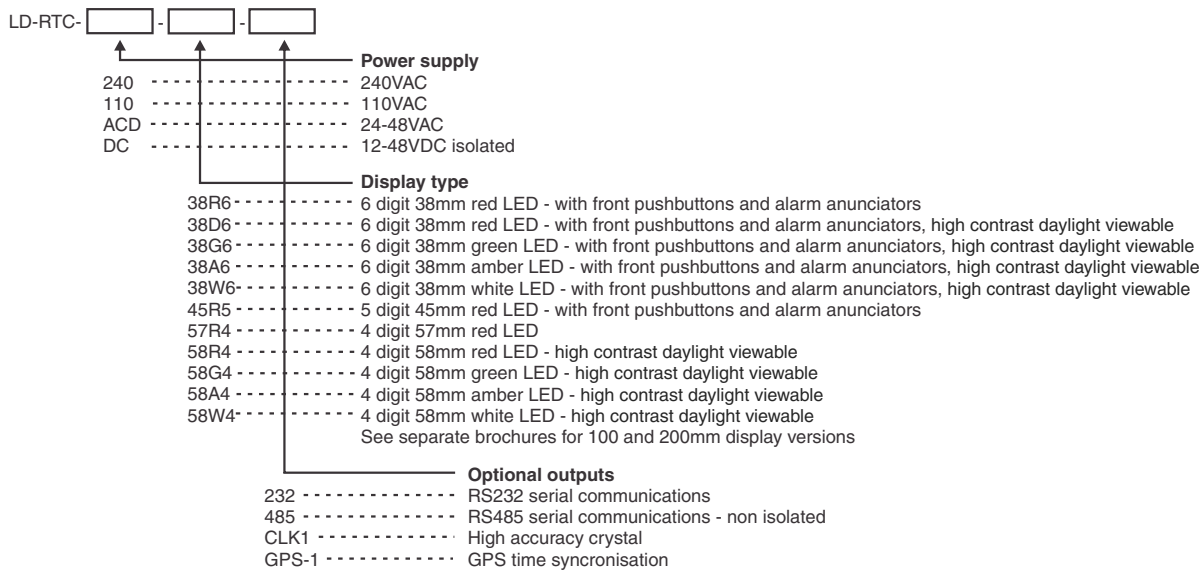 LD-RTC- - -
Power supply
240 240VAC
110 110VAC
ACD 24-48VAC
DC 12-48VDC isolated
Display type
38R6 6 digit 38mm red LED - with front pushbuttons and alarm anunciators
38D6 6 digit 38mm red LED - with front pushbuttons and alarm anunciators, high contrast daylight viewable
38G6 6 digit 38mm green LED - with front pushbuttons and alarm anunciators, high contrast daylight viewable
38A6 6 digit 38mm amber LED - with front pushbuttons and alarm anunciators, high contrast daylight viewable
38W6 6 digit 38mm white LED - with front pushbuttons and alarm anunciators, high contrast daylight viewable
45R5 5 digit 45mm red LED - with front pushbuttons and alarm anunciators
57R4 4 digit 57mm red LED
58R4 4 digit 58mm red LED - high contrast daylight viewable
58G4 4 digit 58mm green LED - high contrast daylight viewable
58A4 4 digit 58mm amber LED - high contrast daylight viewable
58W4 4 digit 58mm white LED - high contrast daylight viewable
See separate brochures for 100 and 200mm display versions
Optional outputs
232 RS232 serial communications
485 RS485 serial communications - non isolated
CLK1 High accuracy crystal
GPS-1 GPS time syncronisation